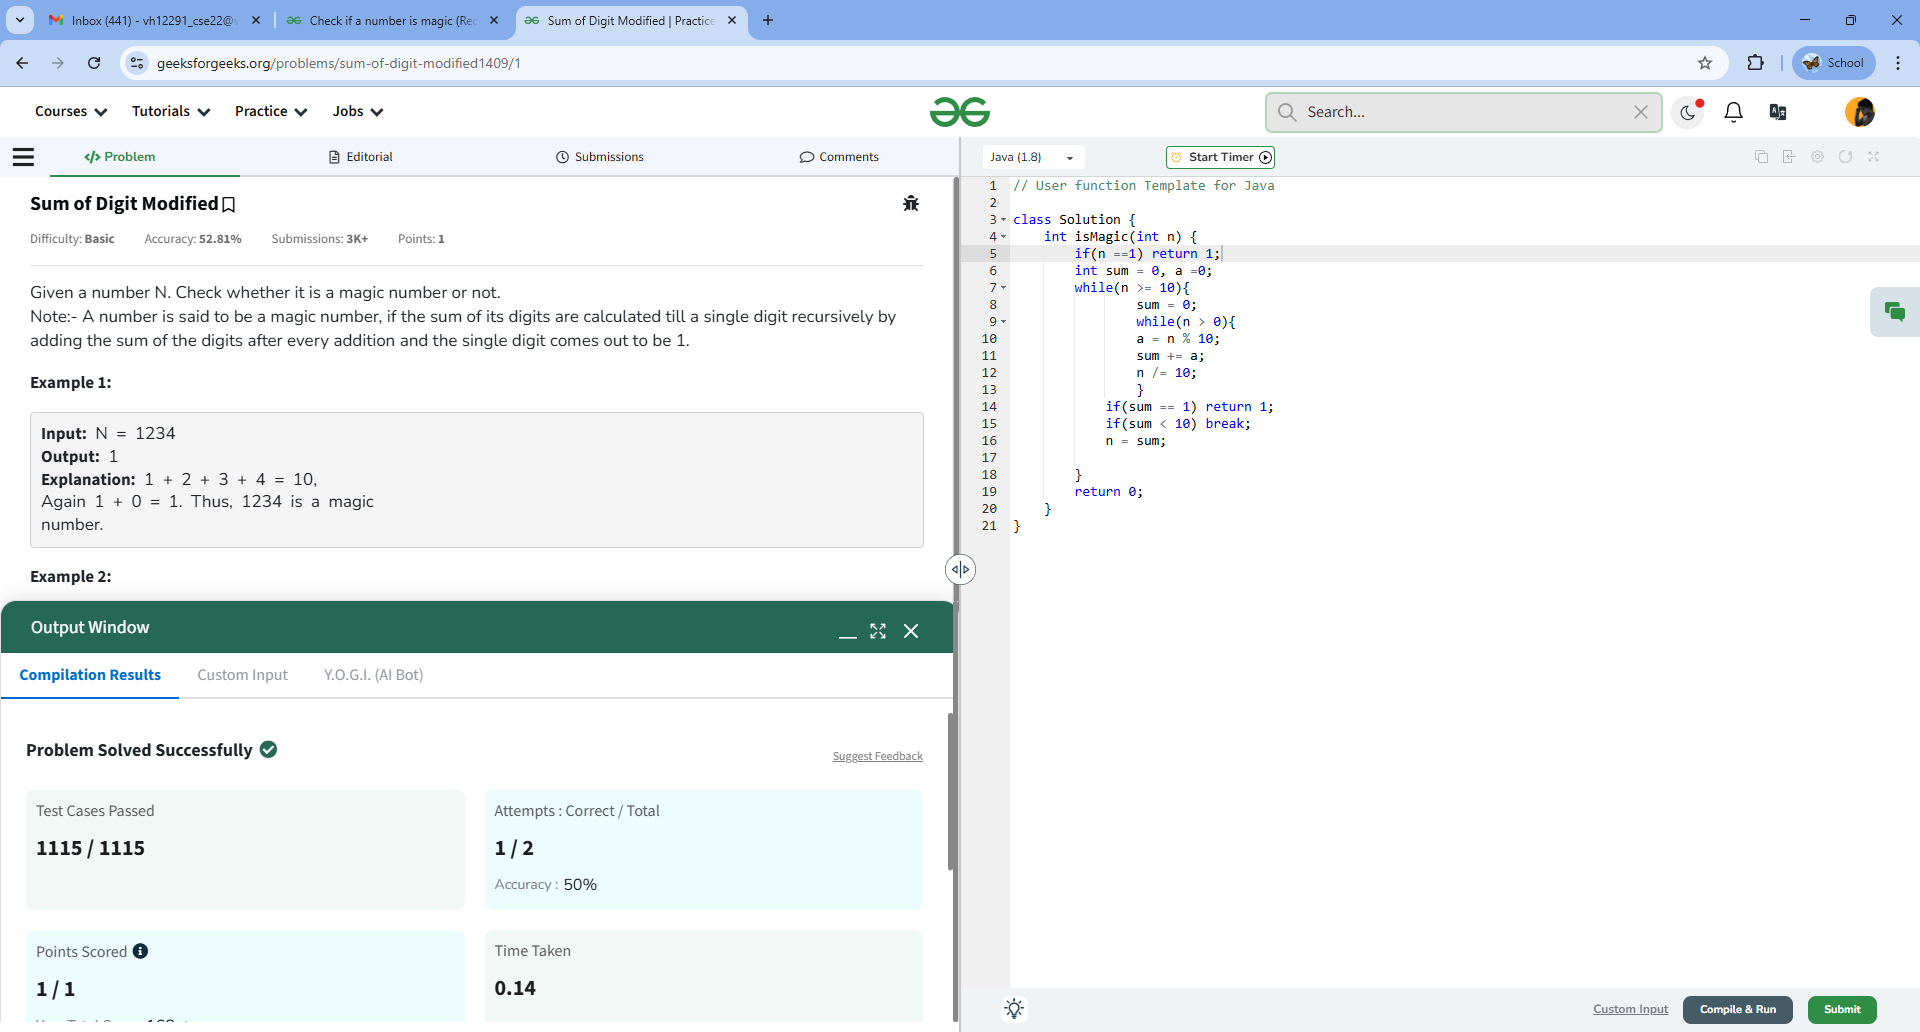 Inbox (441) - vh12291_cse22@
Check if a number is magic (Rec
Sum of Digit Modified | Practice
geeksforgeeks.org/problems/sum-of-digit-modified1409/1
School
Courses
Tutorials
Practice
Jobs
Search...
Problem
Editorial
Submissions
Comments
Java (1.8)
Start Timer
Sum of Digit Modified
Difficulty: Basic
Accuracy: 52.81%
Submissions: 3K+
Points: 1
Given a number N. Check whether it is a magic number or not.
Note:- A number is said to be a magic number, if the sum of its digits are calculated till a single digit recursively by
adding the sum of the digits after every addition and the single digit comes out to be 1.
Example 1:
Input: N = 1234
Output: 1
Explanation: 1 + 2 + 3 + 4 = 10,
Again 1 + 0 = 1. Thus, 1234 is a magic
number.
Example 2:
Output Window
Compilation Results
Custom Input
Y.O.G.I. (AI Bot)
Problem Solved Successfully
Suggest Feedback
Test Cases Passed
1115 / 1115
Attempts : Correct / Total
1 / 2
Accuracy : 50%
Points Scored
1 / 1
Time Taken
0.14
1 // User function Template for Java
2
3 class Solution {
4 int isMagic(int n) {
5 if(n ==1) return 1;
6 int sum = 0, a =0;
7 while(n >= 10){
8 sum = 0;
9 while(n > 0){
10 a = n % 10;
11 sum += a;
12 n /= 10;
13 }
14 if(sum == 1) return 1;
15 if(sum < 10) break;
16 n = sum;
17
18 }
19 return 0;
20 }
21 }
Custom Input
Compile & Run
Submit